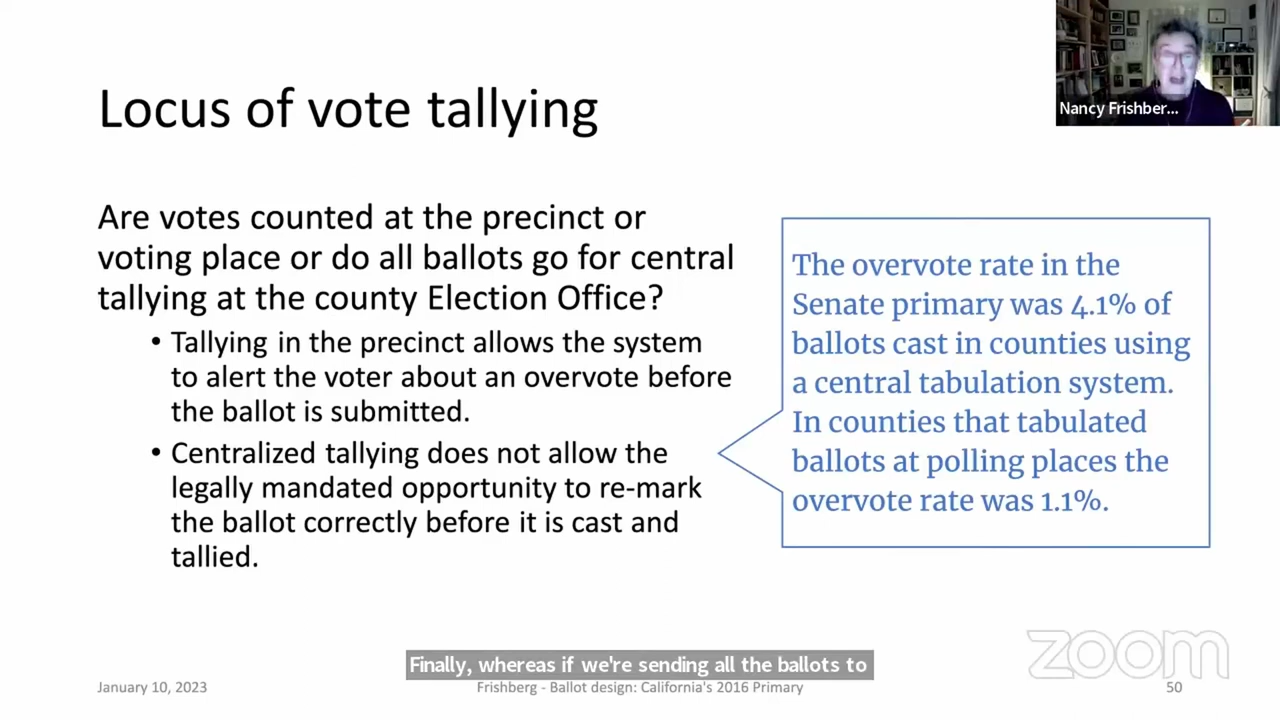 Locus of vote tallying
Nancy Frishber...
Are votes counted at the precinct or
voting place or do all ballots go for central
tallying at the county Election Office?
• Tallying in the precinct allows the system
to alert the voter about an overvote before
the ballot is submitted.
• Centralized tallying does not allow the
legally mandated opportunity to re-mark
the ballot correctly before it is cast and
tallied.
The overvote rate in the
Senate primary was 4.1% of
ballots cast in counties using
a central tabulation system.
In counties that tabulated
ballots at polling places the
overvote rate was 1.1%.
zoom
Finally, whereas if we're sending all the ballots to
January 10, 2023
Frishberg - Ballot design: California's 2016 Primary
50